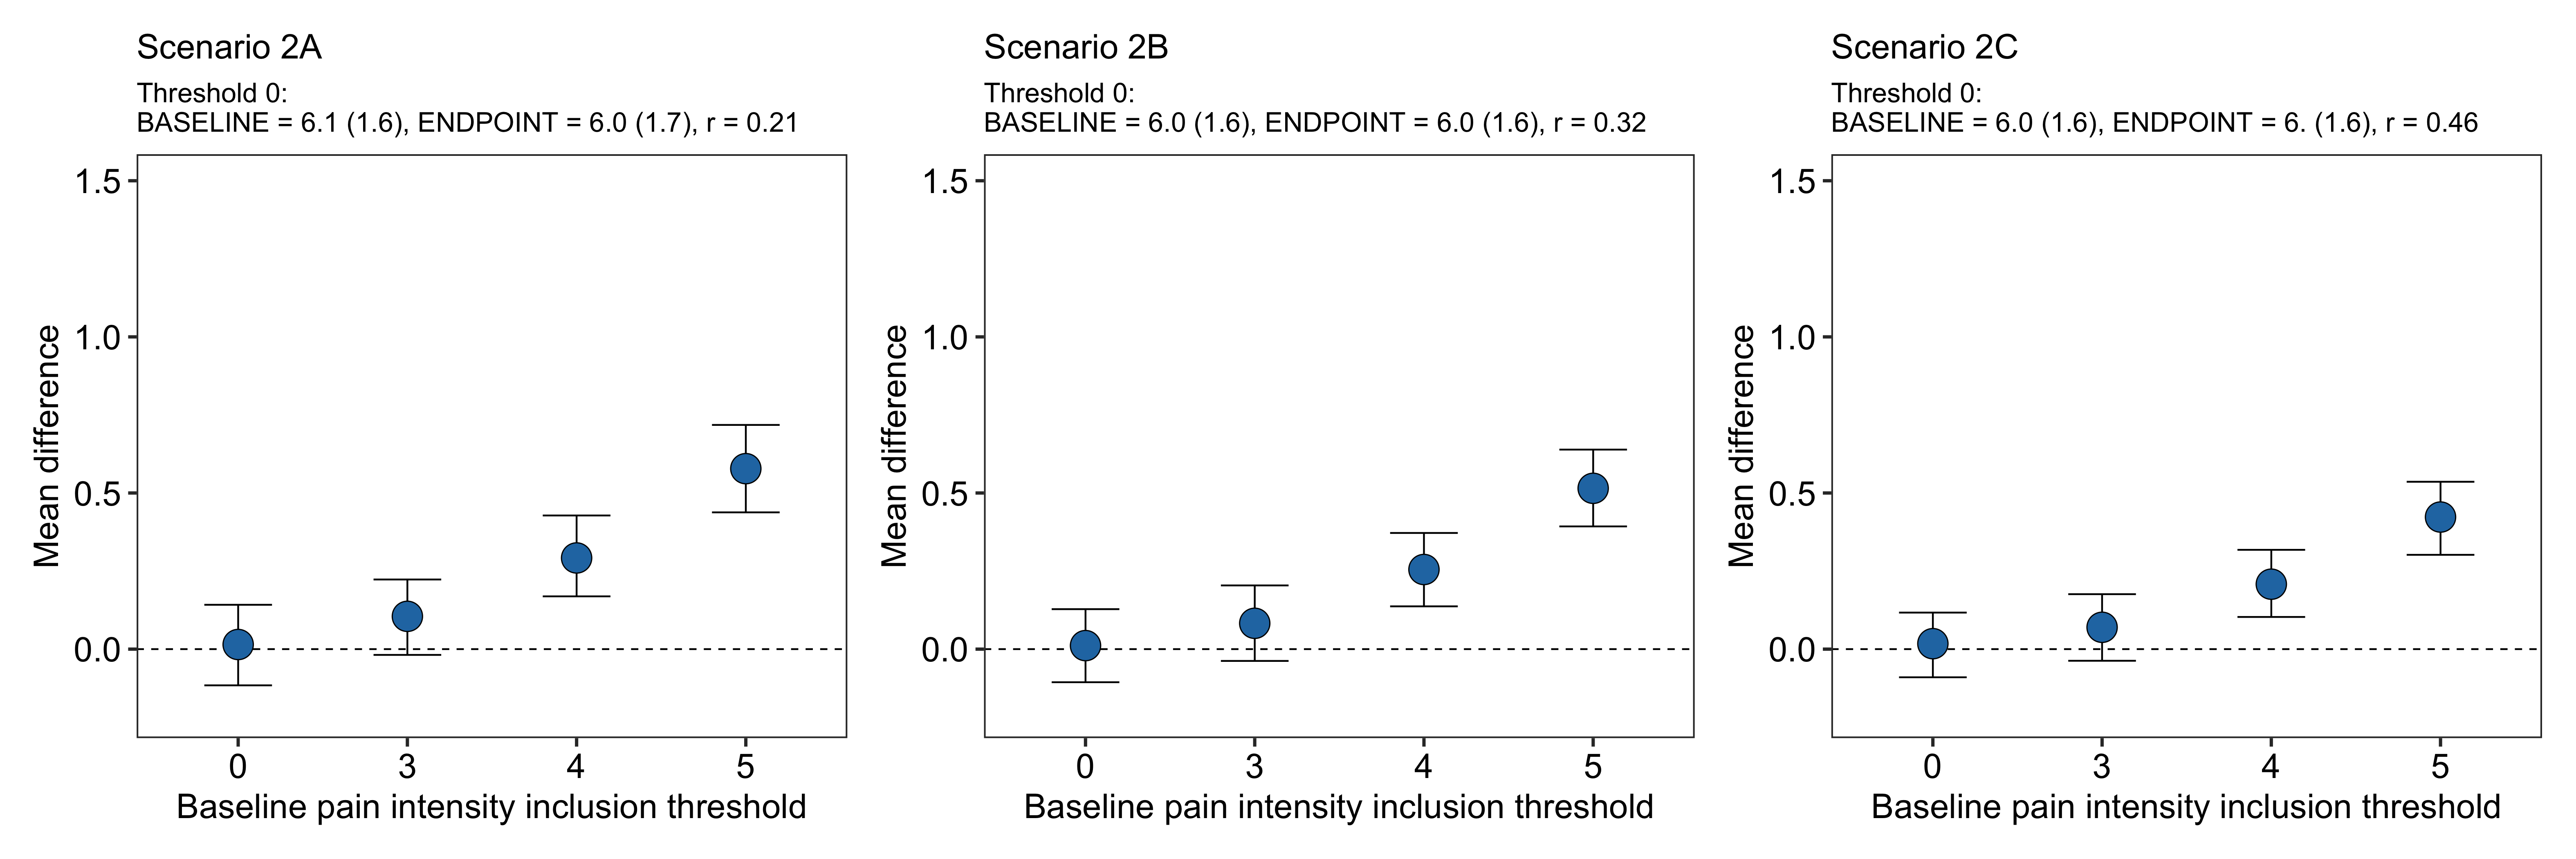 Scenario 2A
Threshold 0:
BASELINE = 6.1 (1.6), ENDPOINT = 6.0 (1.7), r = 0.21
1.5
1.0
0.5
0.0
Mean difference
0
3
4
5
Baseline pain intensity inclusion threshold
Scenario 2B
Threshold 0:
BASELINE = 6.0 (1.6), ENDPOINT = 6.0 (1.6), r = 0.32
1.5
1.0
0.5
0.0
Mean difference
0
3
4
5
Baseline pain intensity inclusion threshold
Scenario 2C
Threshold 0:
BASELINE = 6.0 (1.6), ENDPOINT = 6. (1.6), r = 0.46
1.5
1.0
0.5
0.0
Mean difference
0
3
4
5
Baseline pain intensity inclusion threshold